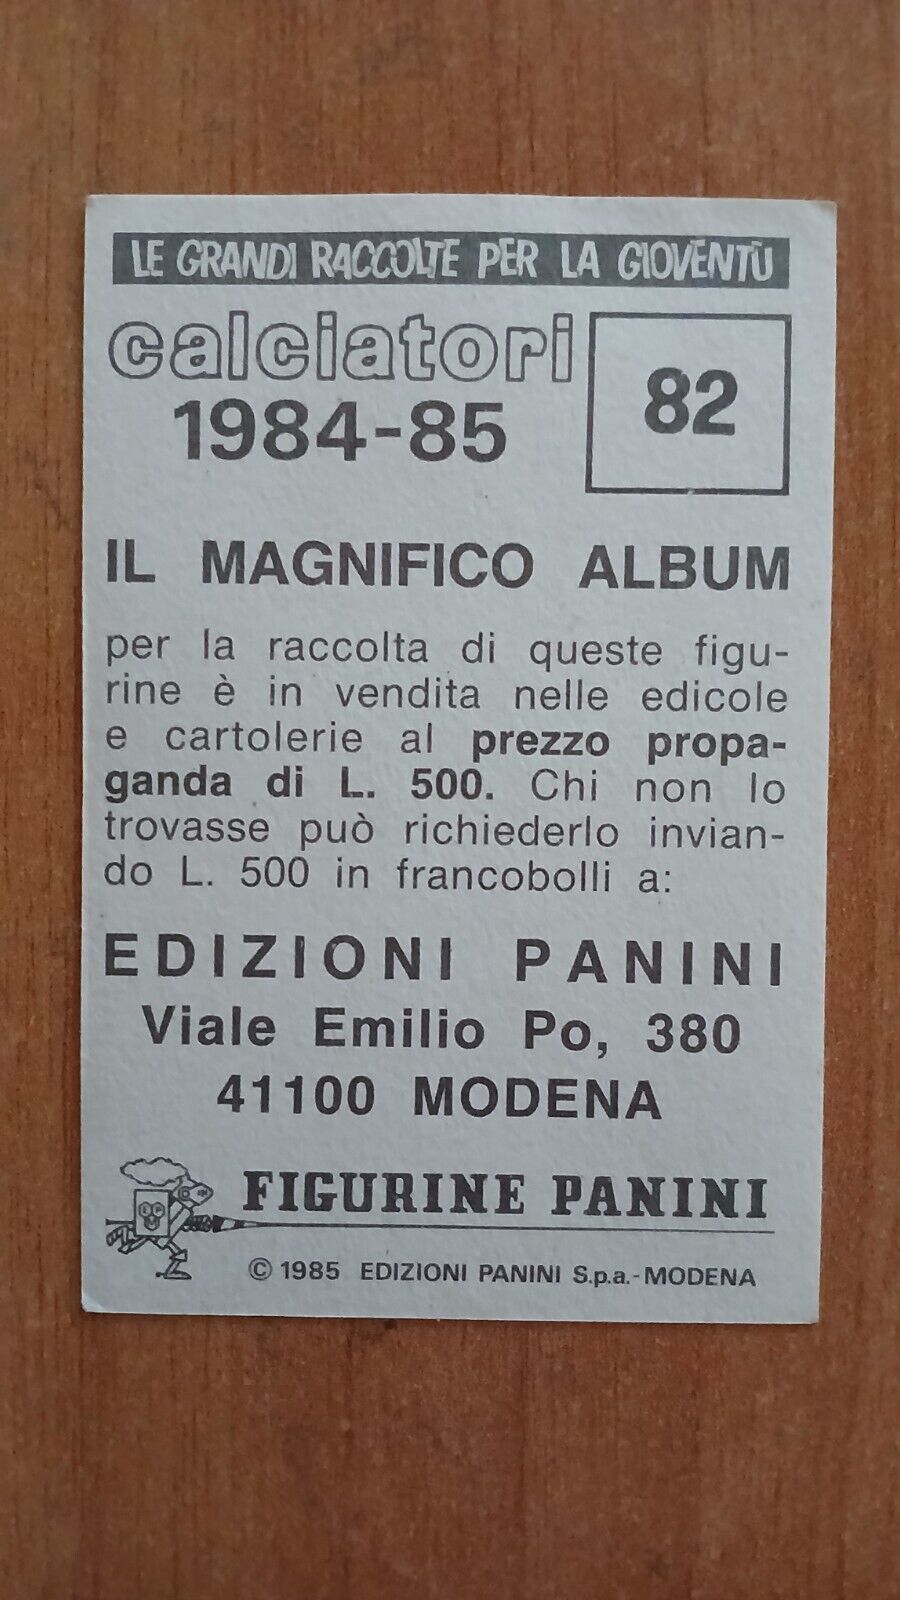 LE GRANDI RACCOLTE PER LA GIOVENTÙ
calciatori
1984-85
82
IL MAGNIFICO ALBUM
per la raccolta di queste figu-
rine è in vendita nelle edicole
e cartolerie al prezzo propa-
ganda di L. 500. Chi non lo
trovasse può richiederlo invian-
do L. 500 in francobolli a:
EDIZIONI PANINI
Viale Emilio Po, 380
41100 MODENA
FIGURINE PANINI
© 1985 EDIZIONI PANINI S.p.a.-MODENA